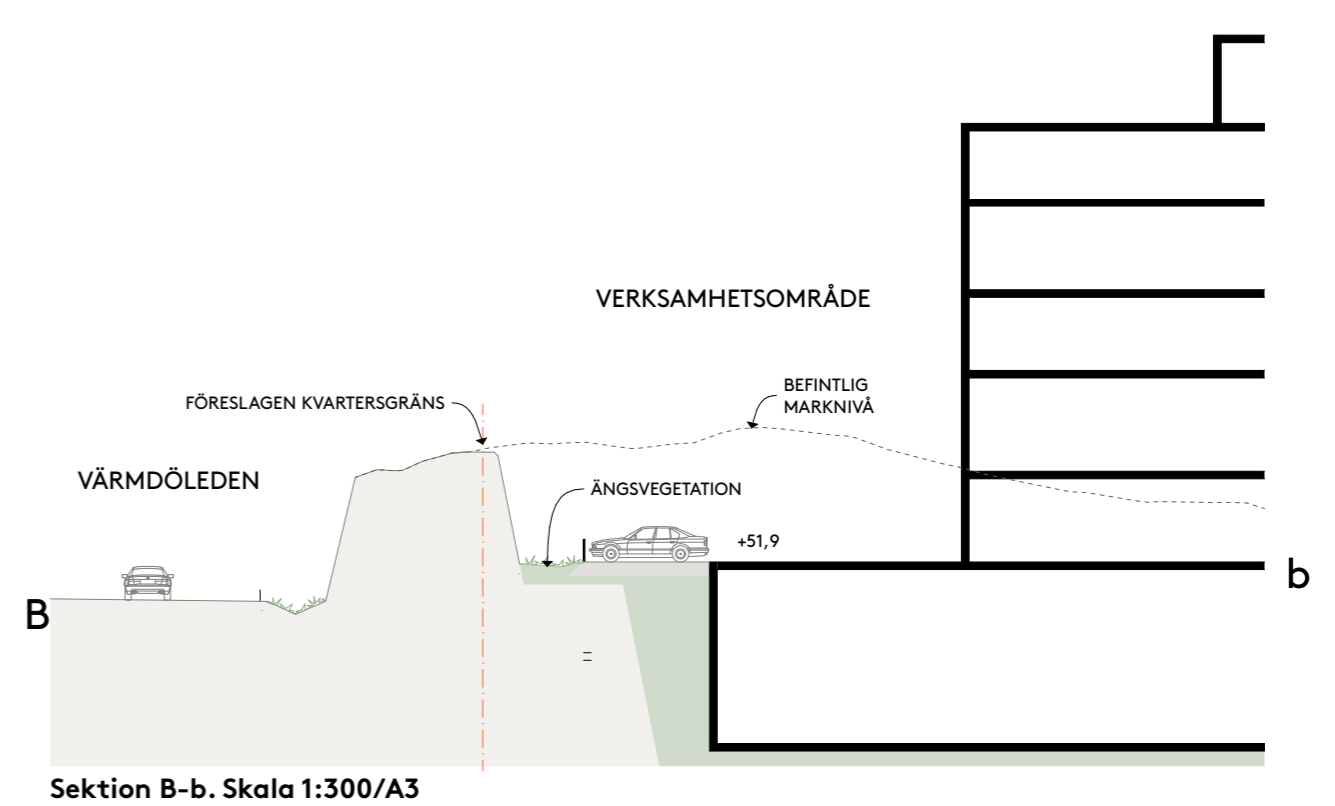 VERKSAMHETSOMRÅDE
BEFINTLIG
MARKNIVÅ
FÖRESLAGEN KVARTERSGRÄNS
VÄRMDÖLEDEN
ÄNGSVEGETATION
+51,9
B
b
Sektion B-b. Skala 1:300/A3